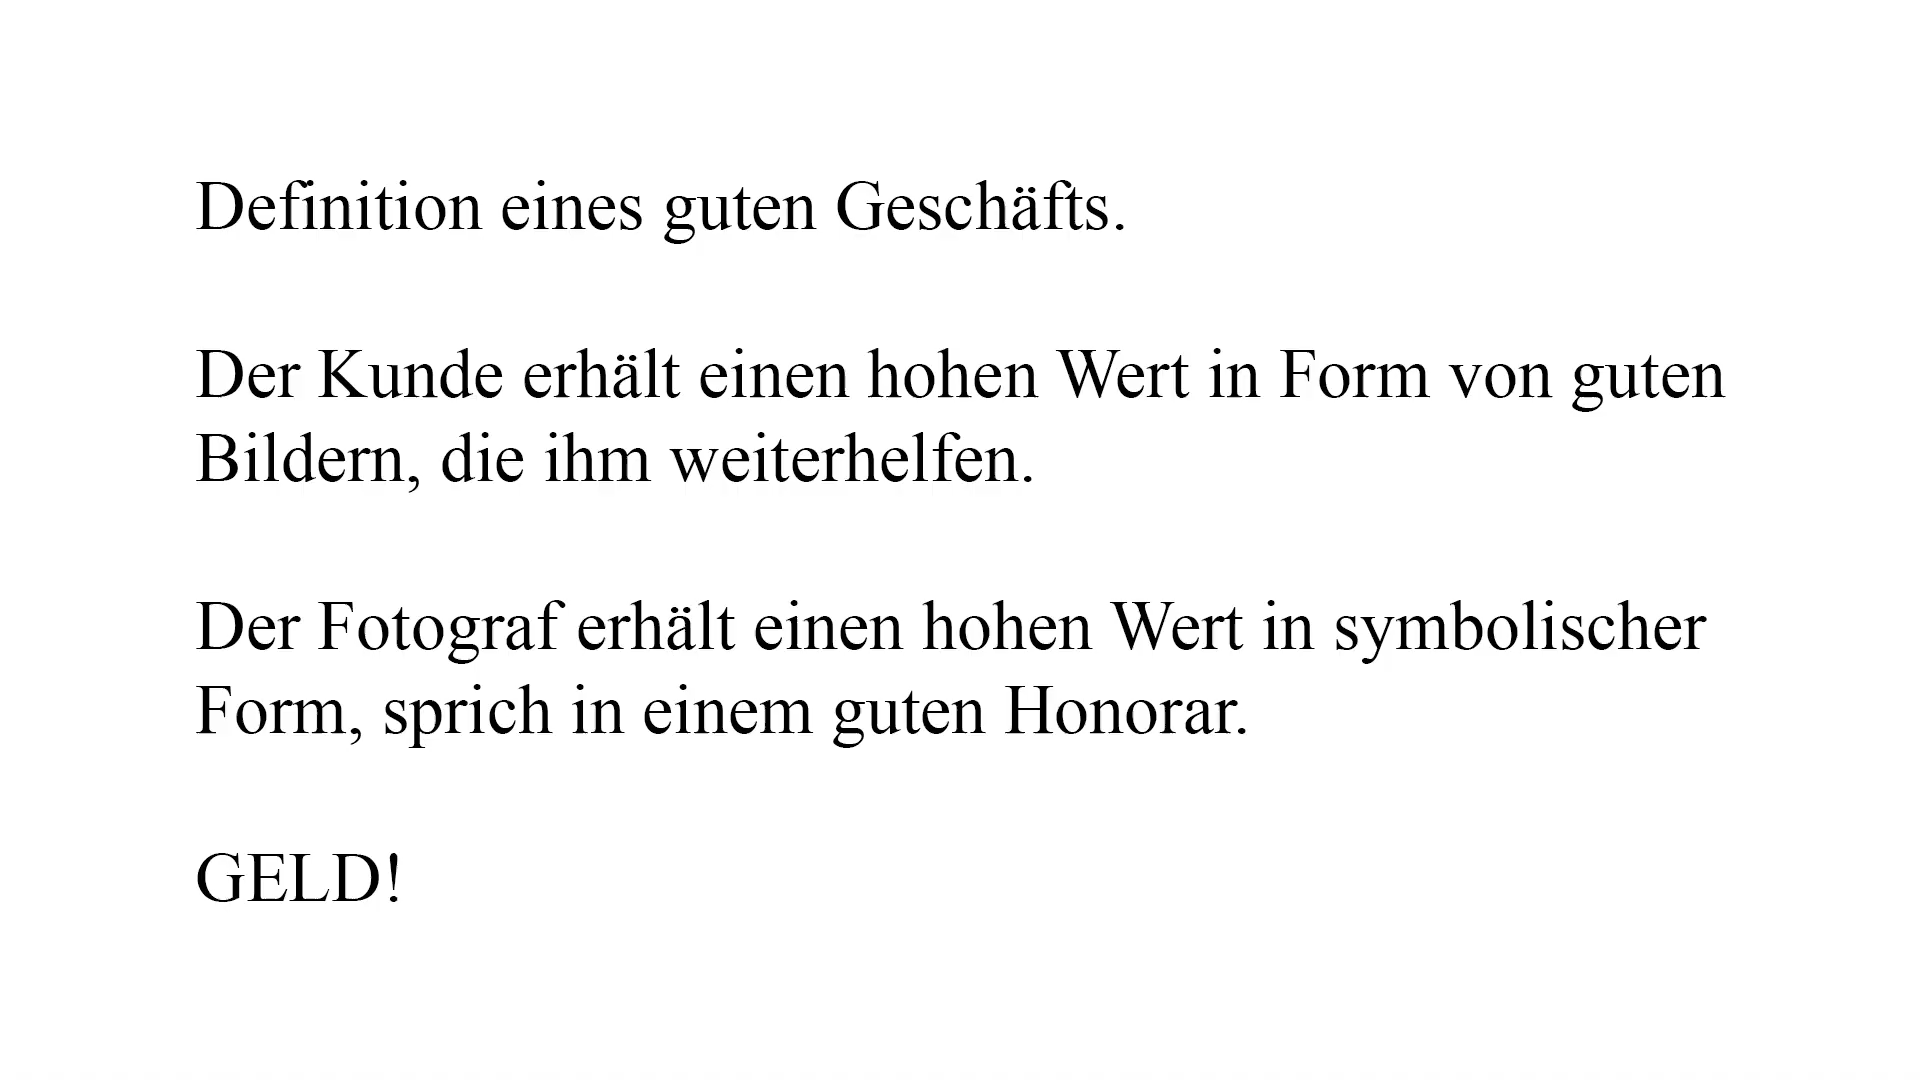 Definition eines guten Geschäfts.
Der Kunde erhält einen hohen Wert in Form von guten
Bildern, die ihm weiterhelfen.
Der Fotograf erhält einen hohen Wert in symbolischer
Form, sprich in einem guten Honorar.
GELD!